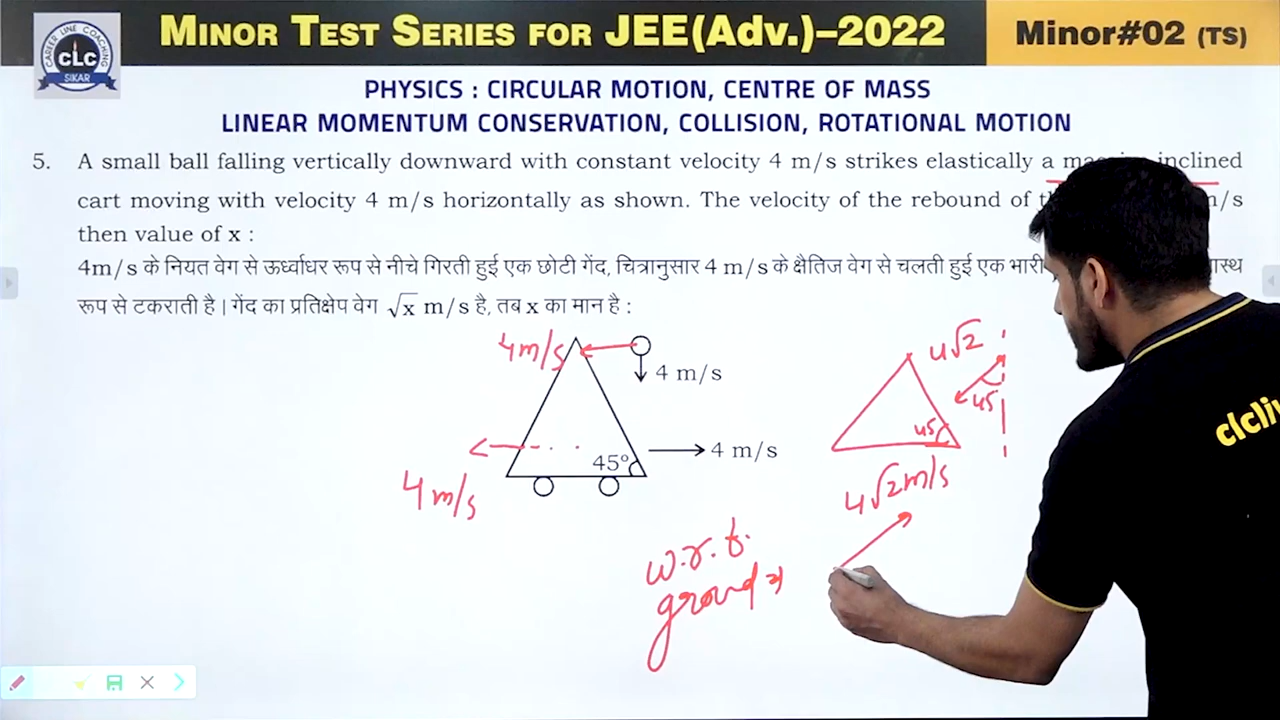 CAREER LINE COACHING
CLC
SIKAR
MINOR TEST SERIES FOR JEE(ADV.)–2022
Minor#02 (TS)
PHYSICS : CIRCULAR MOTION, CENTRE OF MASS
LINEAR MOMENTUM CONSERVATION, COLLISION, ROTATIONAL MOTION
5. A small ball falling vertically downward with constant velocity 4 m/s strikes elastically a inclined
cart moving with velocity 4 m/s horizontally as shown. The velocity of the rebound of m/s
then value of x :
4m/s के नियत वेग से ऊर्ध्वाधर रूप से नीचे गिरती हुई एक छोटी गेंद, चित्रानुसार 4 m/s के क्षैतिज वेग से चलती हुई एक भारी
रूप से टकराती है। गेंद का प्रतिक्षेप वेग √x m/s है, तब x का मान है :
4m/s
4 m/s
4√2
45
45
4 m/s
45°
4m/s
4√2m/s
w.r.t.
ground ⇒
clcli